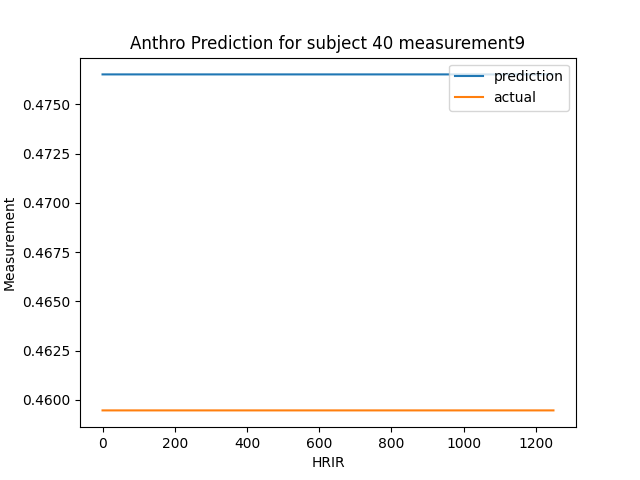 Anthro Prediction for subject 40 measurement9
prediction
actual
Measurement
0.4750
0.4725
0.4700
0.4675
0.4650
0.4625
0.4600
0 200 400 600 800 1000 1200
HRIR